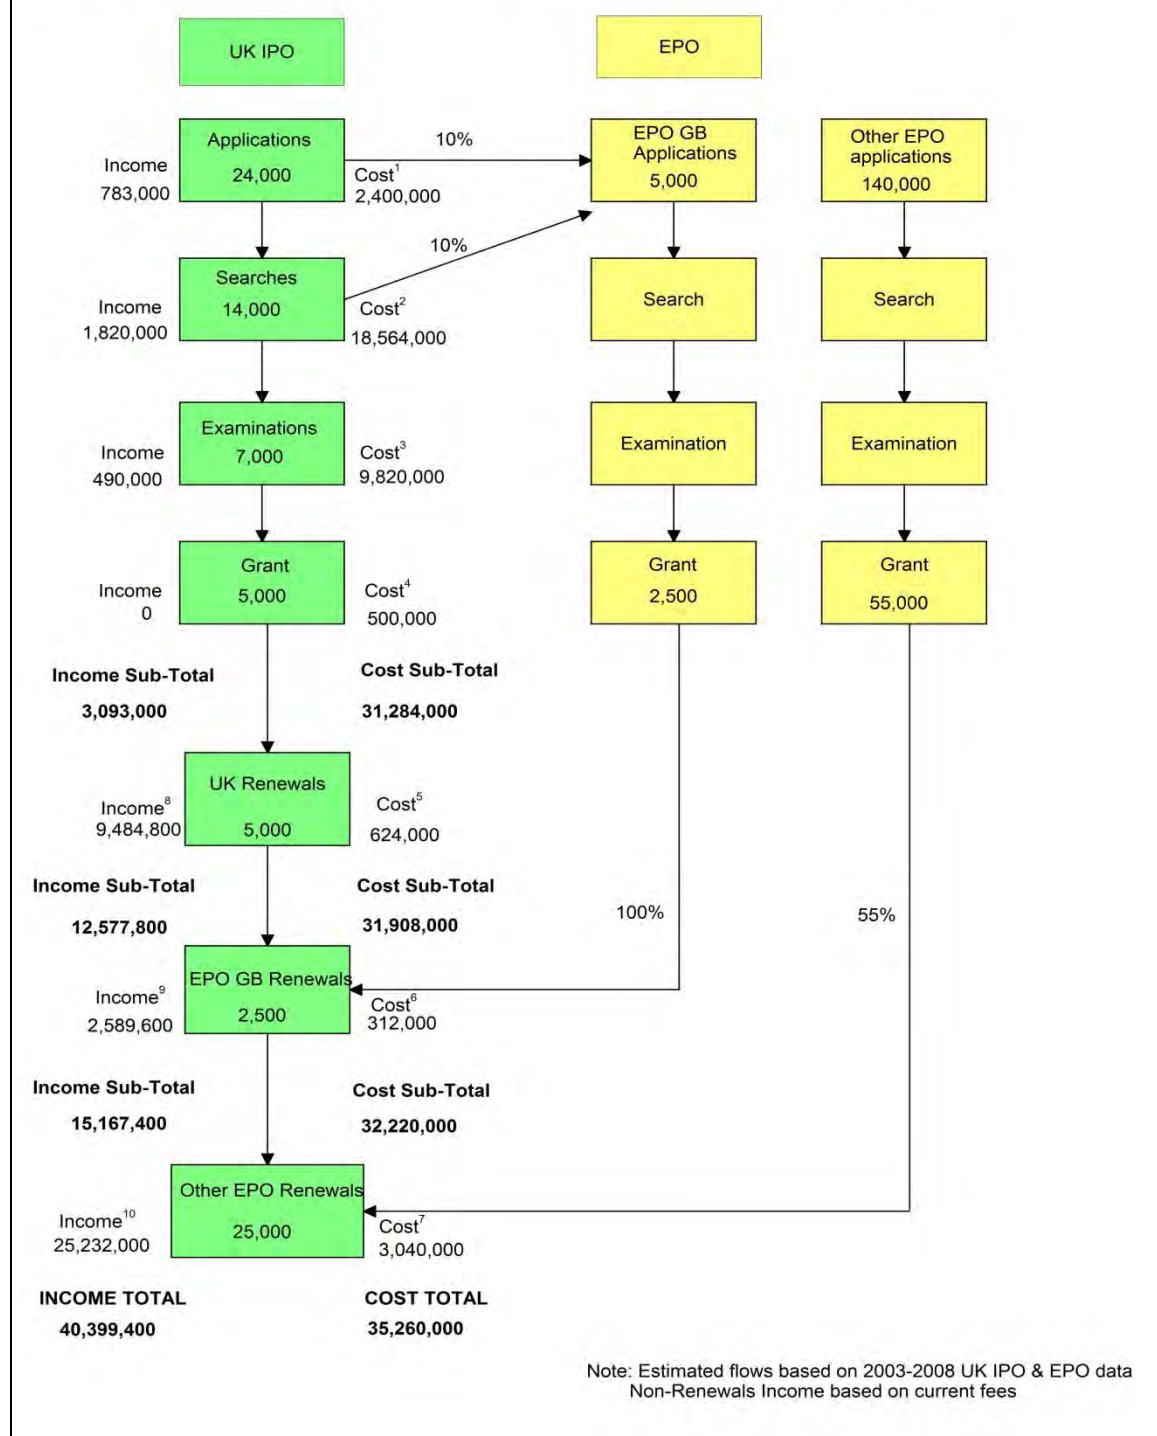 UK IPO
EPO
Applications
24,000
Income
783,000
Cost1
2,400,000
10%
EPO GB
Applications
5,000
Other EPO
applications
140,000
10%
Searches
14,000
Income
1,820,000
Cost2
18,564,000
Search
Search
Examinations
7,000
Income
490,000
Cost3
9,820,000
Examination
Examination
Grant
5,000
Income
0
Cost4
500,000
Grant
2,500
Grant
55,000
Income Sub-Total
3,093,000
Cost Sub-Total
31,284,000
UK Renewals
5,000
Income8
9,484,800
Cost5
624,000
Income Sub-Total
12,577,800
Cost Sub-Total
31,908,000
100%
55%
EPO GB Renewals
2,500
Income9
2,589,600
Cost6
312,000
Income Sub-Total
15,167,400
Cost Sub-Total
32,220,000
Other EPO Renewals
25,000
Income10
25,232,000
Cost7
3,040,000
INCOME TOTAL
40,399,400
COST TOTAL
35,260,000
Note: Estimated flows based on 2003-2008 UK IPO & EPO data
Non-Renewals Income based on current fees